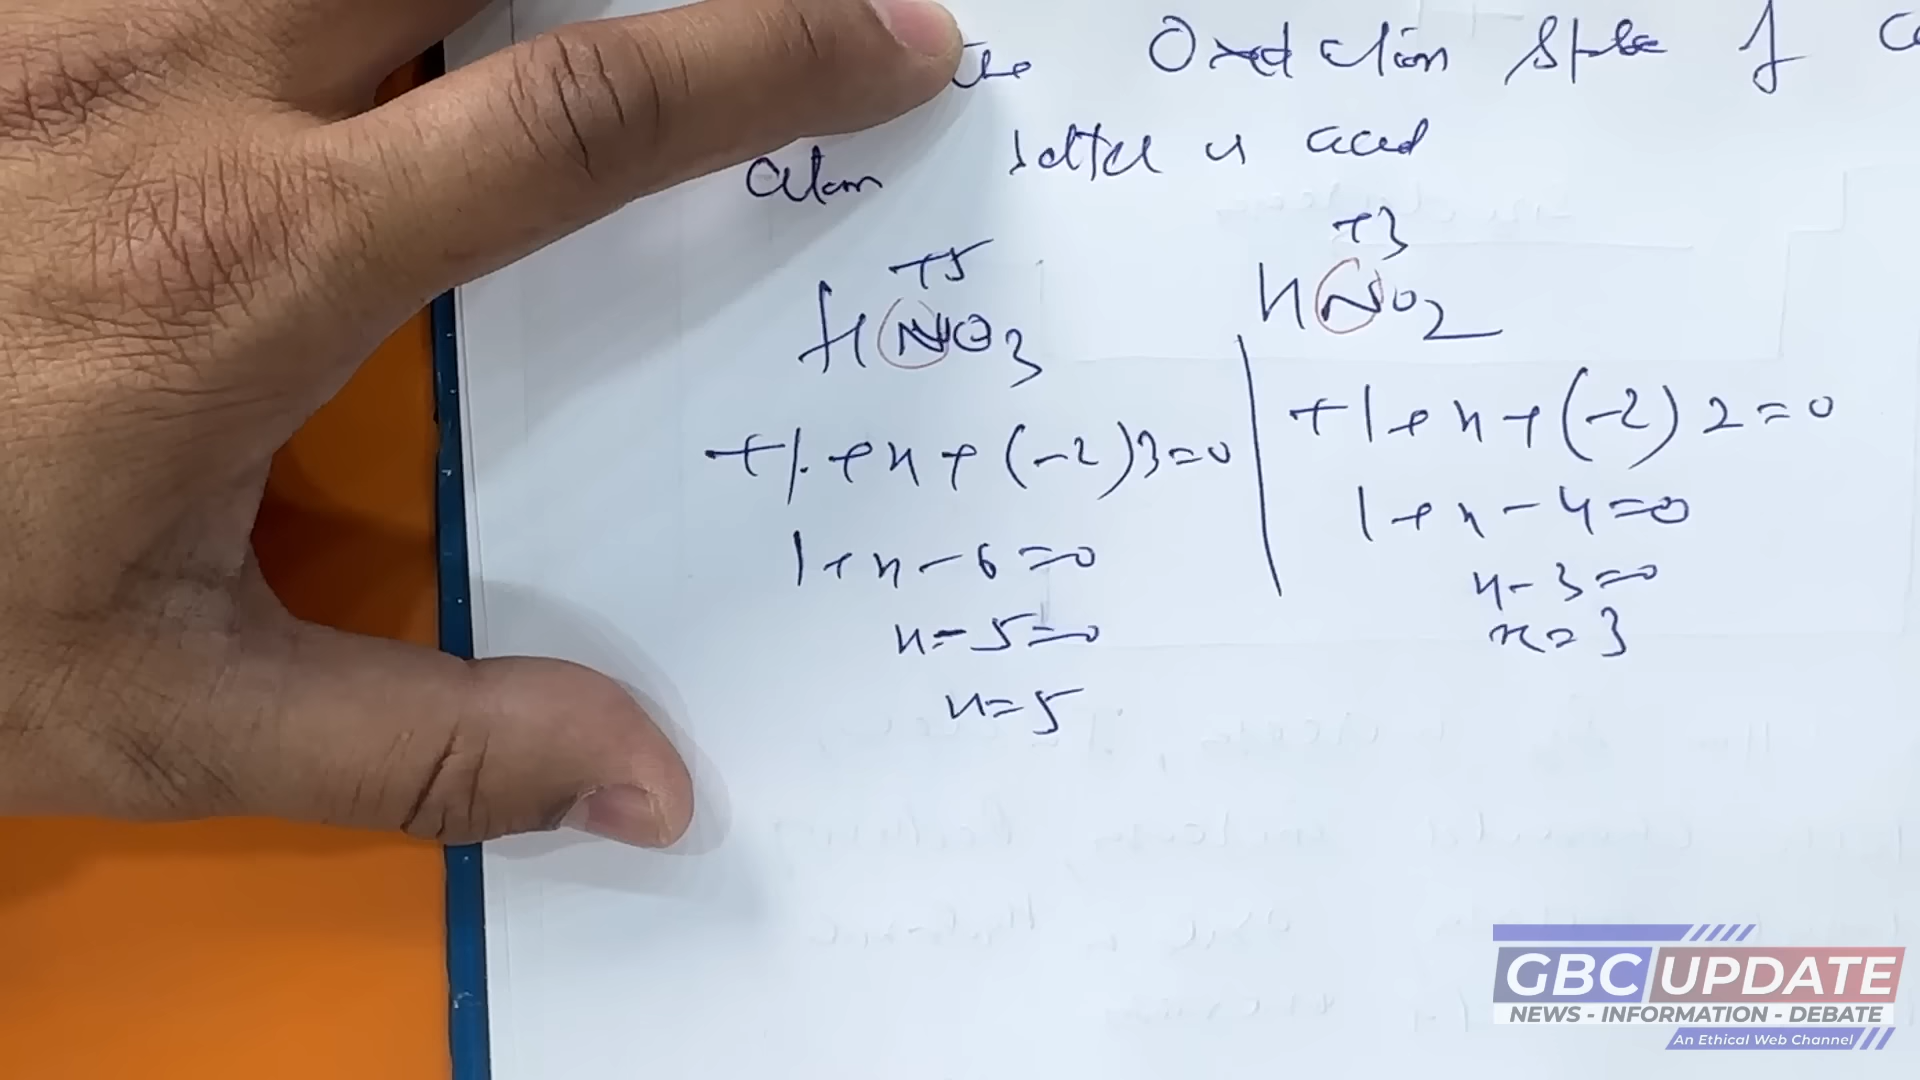 the Oxidation State of
atom better is acid
+5
HNO3
+1+x+(-2)3=0
1+x-6=0
x-5=0
x=5
+3
HNO2
+1+x+(-2)2=0
1+x-4=0
x-3=0
x=3
GBC UPDATE
NEWS - INFORMATION - DEBATE
An Ethical Web Channel